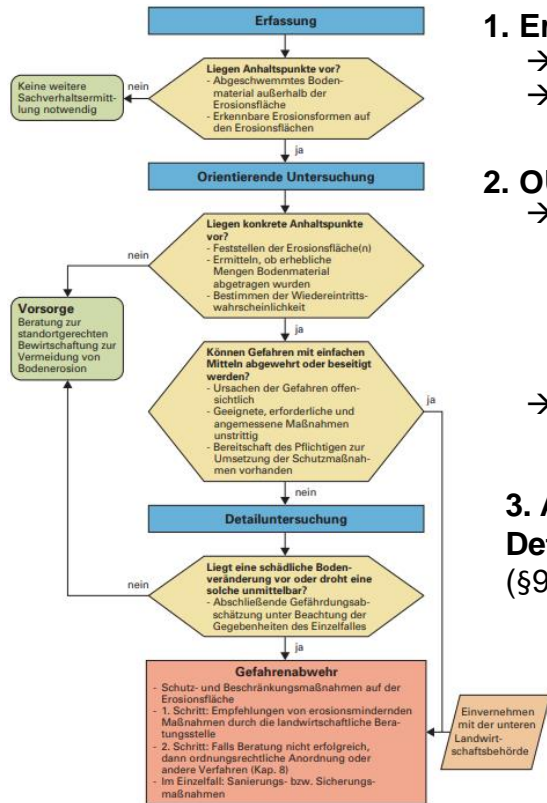 Erfassung
Liegen Anhaltspunkte vor?
- Abgeschwemmtes Boden-
material außerhalb der
Erosionsfläche
- Erkennbare Erosionsformen auf
den Erosionsflächen
nein
Keine weitere
Sachverhaltsermitt-
lung notwendig
ja
Orientierende Untersuchung
Liegen konkrete Anhaltspunkte
vor?
- Feststellen der Erosionsfläche(n)
- Ermitteln, ob erhebliche
Mengen Bodenmaterial
abgetragen wurden
- Bestimmen der Wiedereintritts-
wahrscheinlichkeit
nein
Vorsorge
Beratung zur
standortgerechten
Bewirtschaftung zur
Vermeidung von
Bodenerosion
ja
Können Gefahren mit einfachen
Mitteln abgewehrt oder beseitigt
werden?
- Ursachen der Gefahren offen-
sichtlich
- Geeignete, erforderliche und
angemessene Maßnahmen
unstrittig
- Bereitschaft des Pflichtigen zur
Umsetzung der Schutzmaßnah-
men vorhanden
ja
nein
Detailuntersuchung
Liegt eine schädliche Boden-
veränderung vor oder droht eine
solche unmittelbar?
- Abschließende Gefährdungsab-
schätzung unter Beachtung der
Gegebenheiten des Einzelfalles
nein
ja
Gefahrenabwehr
- Schutz- und Beschränkungsmaßnahmen auf der
Erosionsfläche
- 1. Schritt: Empfehlungen von erosionsmindernden
Maßnahmen durch die landwirtschaftliche Bera-
tungsstelle
- 2. Schritt: Falls Beratung nicht erfolgreich,
dann ordnungsrechtliche Anordnung oder
andere Verfahren (Kap. 8)
- Im Einzelfall: Sanierungs- bzw. Sicherungs-
maßnahmen
Einvernehmen
mit der unteren
Landwirt-
schaftsbehörde
1. Er
→
→
2. OU
→
→
3. A
Det
(§9